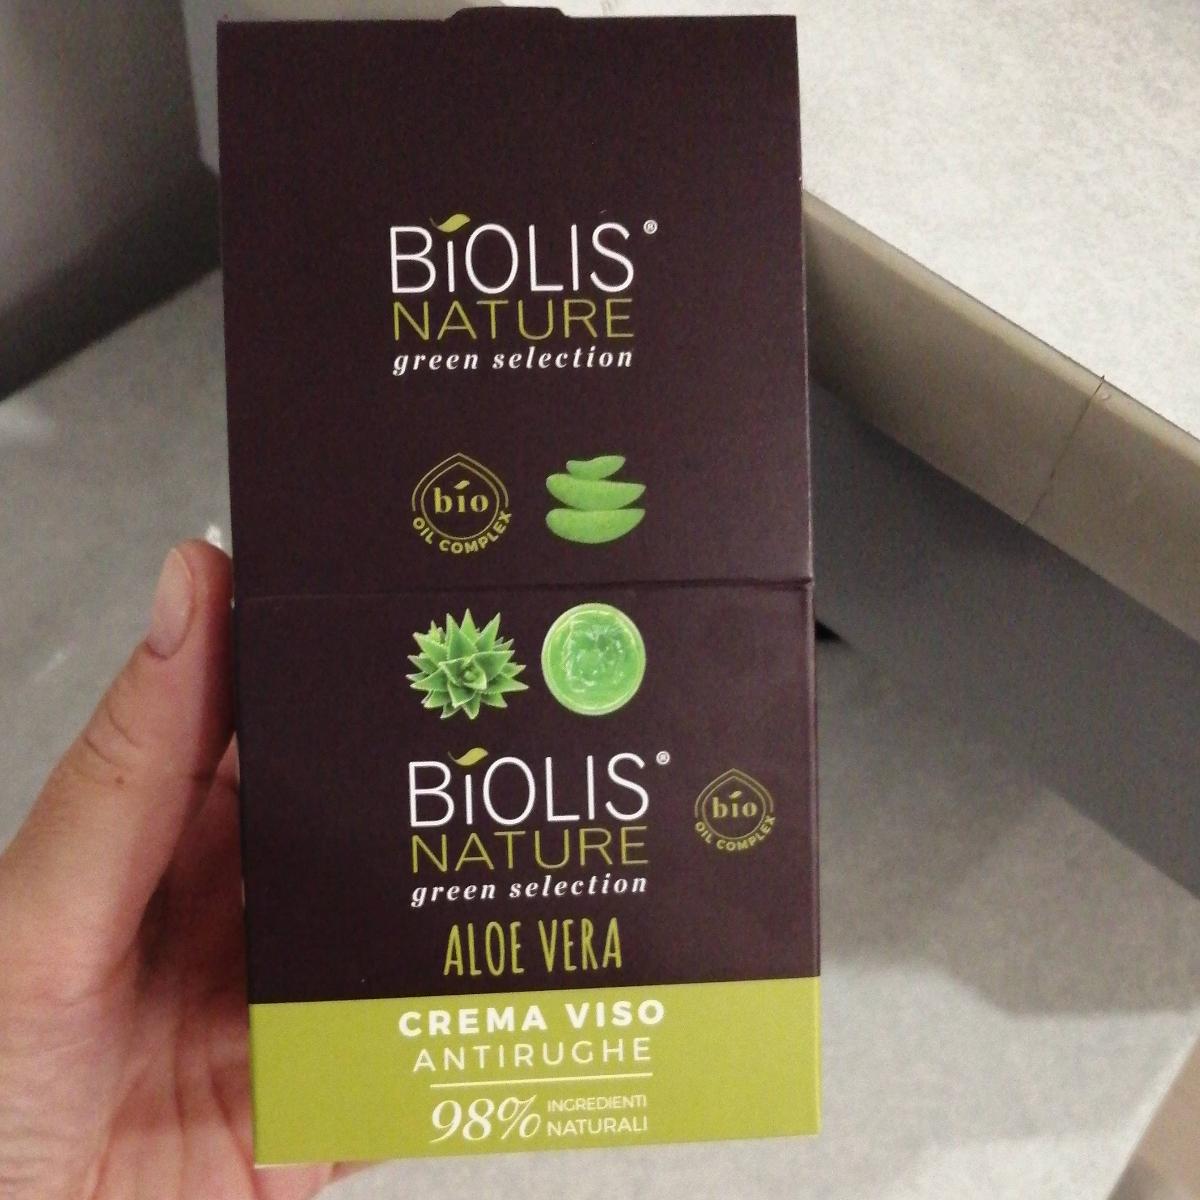 BiOLIS®
NATURE
green selection
bio
OIL COMPLEX
BiOLIS®
NATURE
green selection
bio
OIL COMPLEX
ALOE VERA
CREMA VISO
ANTIRUGHE
98% INGREDIENTI
NATURALI